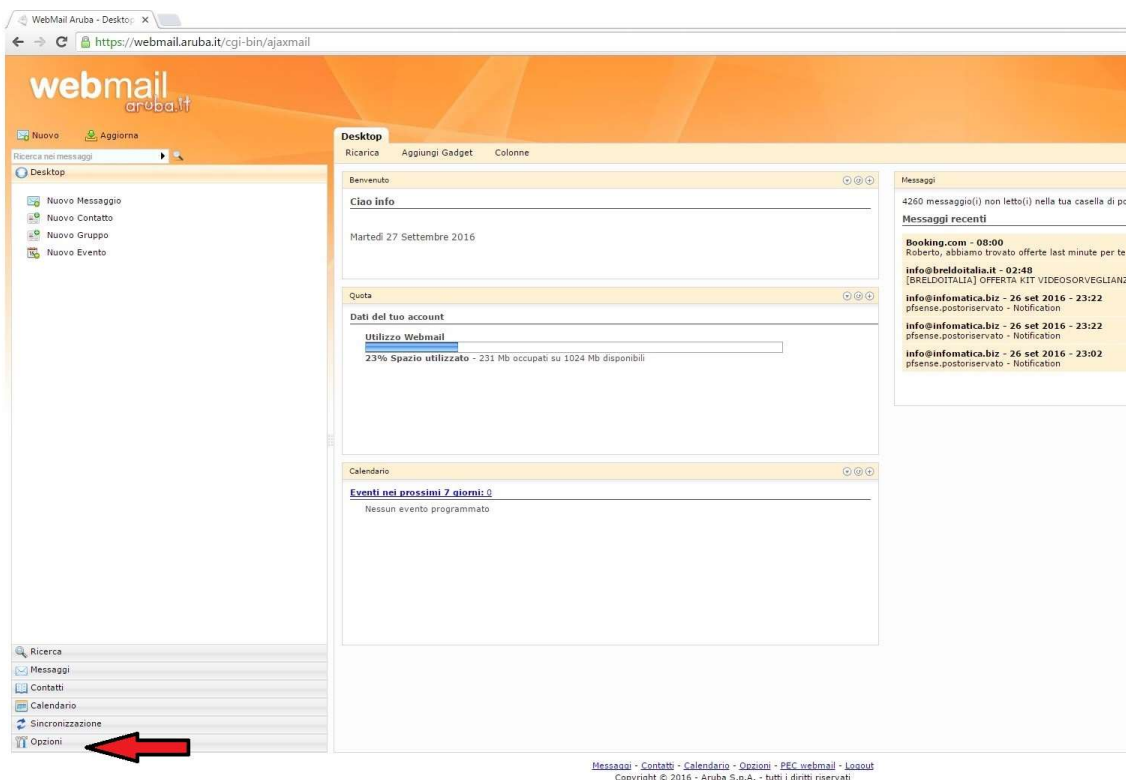 WebMail Aruba - Desktop
https://webmail.aruba.it/cgi-bin/ajaxmail
webmail
aruba.it
Nuovo Aggiorna
Ricerca nei messaggi
Desktop
Nuovo Messaggio
Nuovo Contatto
Nuovo Gruppo
Nuovo Evento
Ricerca
Messaggi
Contatti
Calendario
Sincronizzazione
Opzioni
Desktop
Ricarica Aggiungi Gadget Colonne
Benvenuto
Ciao info
Martedì 27 Settembre 2016
Quota
Dati del tuo account
Utilizzo Webmail
23% Spazio utilizzato - 231 Mb occupati su 1024 Mb disponibili
Calendario
Eventi nei prossimi 7 giorni: 0
Nessun evento programmato
Messaggi
4260 messaggio(i) non letto(i) nella tua casella di po
Messaggi recenti
Booking.com - 08:00
Roberto, abbiamo trovato offerte last minute per te
info@breldoitalia.it - 02:48
[BRELDOITALIA] OFFERTA KIT VIDEOSORVEGLIANZ
info@infomatica.biz - 26 set 2016 - 23:22
pfsense.postoriservato - Notification
info@infomatica.biz - 26 set 2016 - 23:22
pfsense.postoriservato - Notification
info@infomatica.biz - 26 set 2016 - 23:02
pfsense.postoriservato - Notification
Messaggi - Contatti - Calendario - Opzioni - PEC webmail - Logout
Copyright © 2016 - Aruba S.p.A. - tutti i diritti riservati